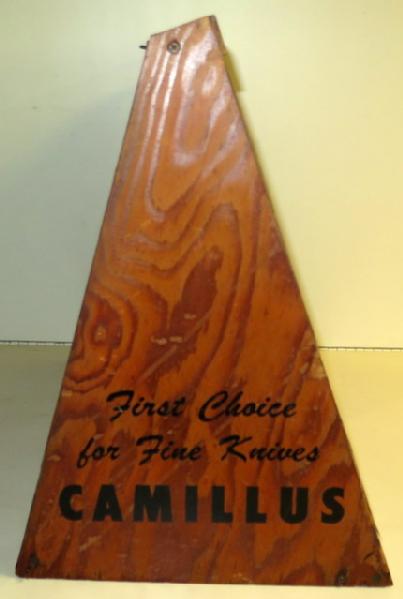 First Choice
for Fine Knives
CAMILLUS